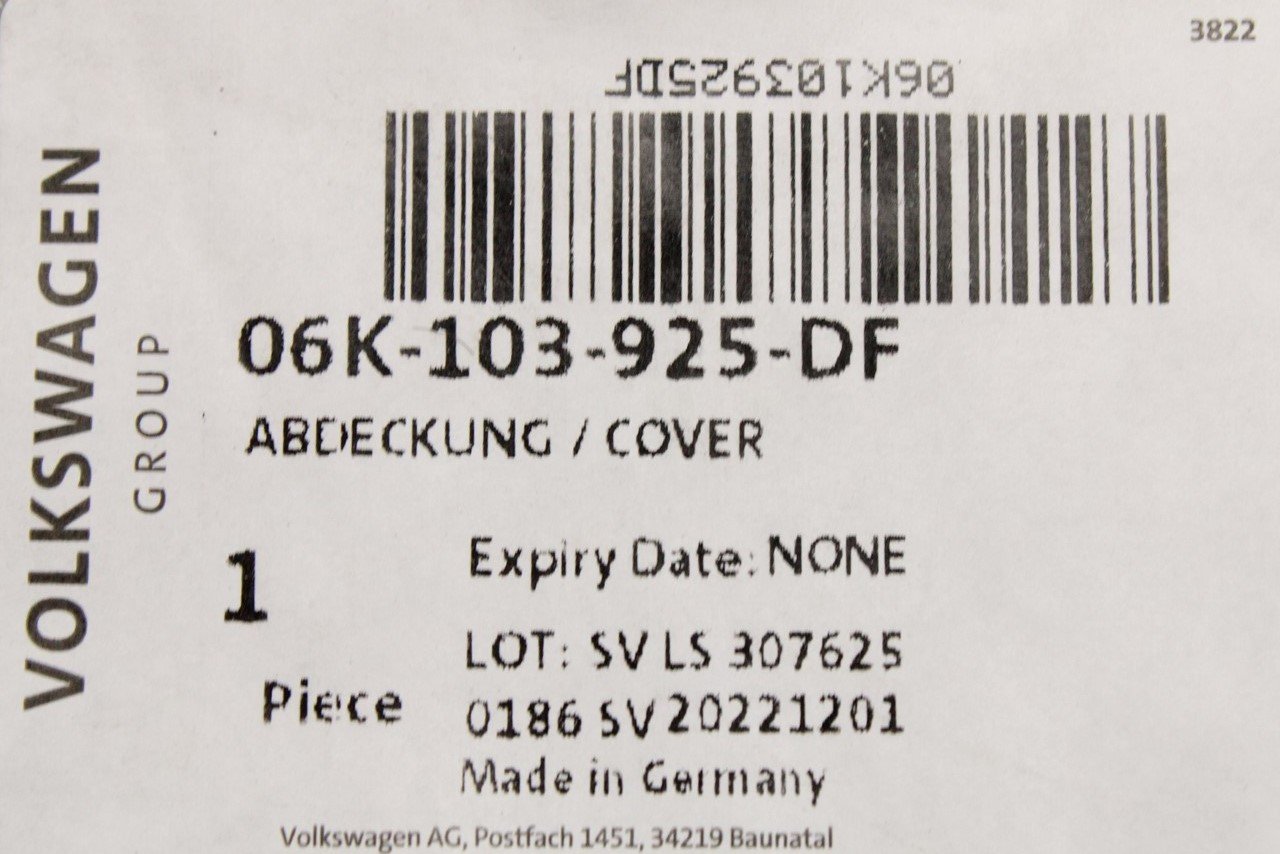 3822
06K103925DF
VOLKSWAGEN
GROUP
06K-103-925-DF
ABDECKUNG / COVER
1
Piece
Expiry Date: NONE
LOT: SV LS 307625
0186 SV 20221201
Made in Germany
Volkswagen AG, Postfach 1451, 34219 Baunatal